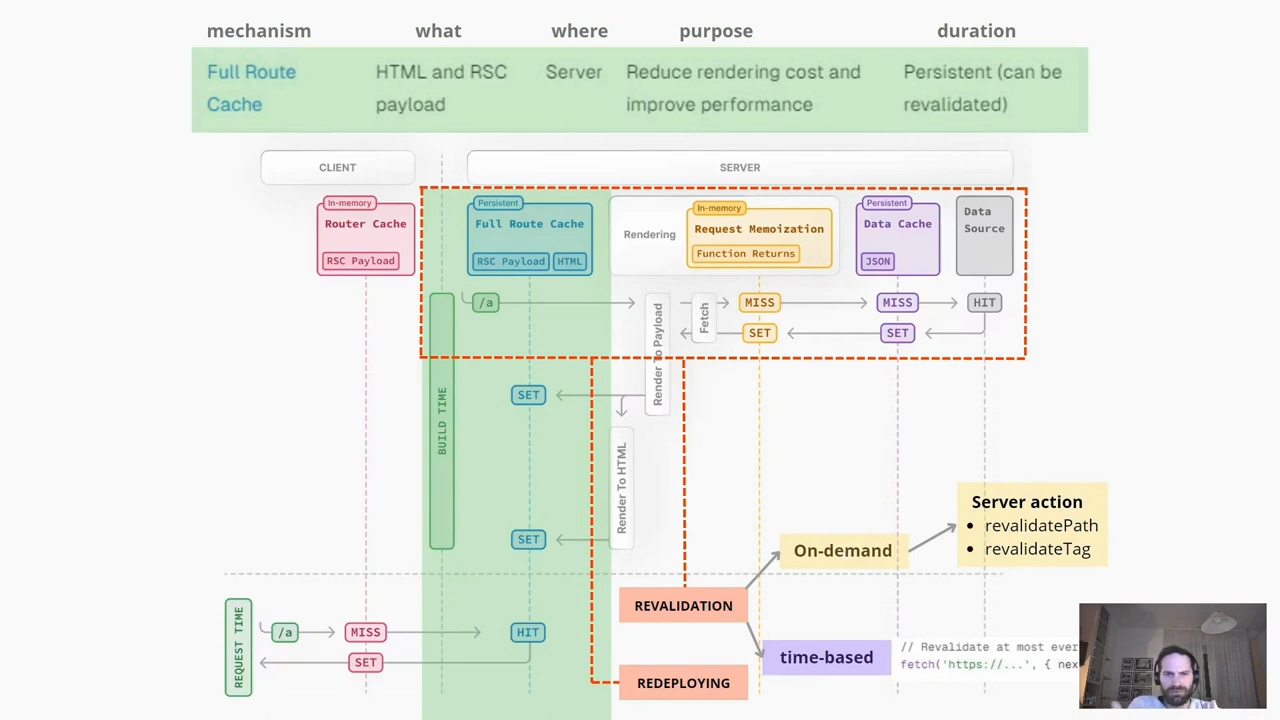 mechanism what where purpose duration
Full Route Cache
HTML and RSC payload
Server
Reduce rendering cost and improve performance
Persistent (can be revalidated)
CLIENT SERVER
In-memory
Router Cache
RSC Payload
Persistent
Full Route Cache
RSC Payload HTML
Rendering
In-memory
Request Memoization
Function Returns
Persistent
Data Cache
JSON
Data
Source
/a
Fetch
MISS MISS HIT
SET SET
Render To Payload
BUILD TIME
SET
Render To HTML
SET
REQUEST TIME
/a MISS HIT
SET
REVALIDATION
REDEPLOYING
On-demand
Server action
• revalidatePath
• revalidateTag
time-based
// Revalidate at most ever
fetch('https://...', { nex